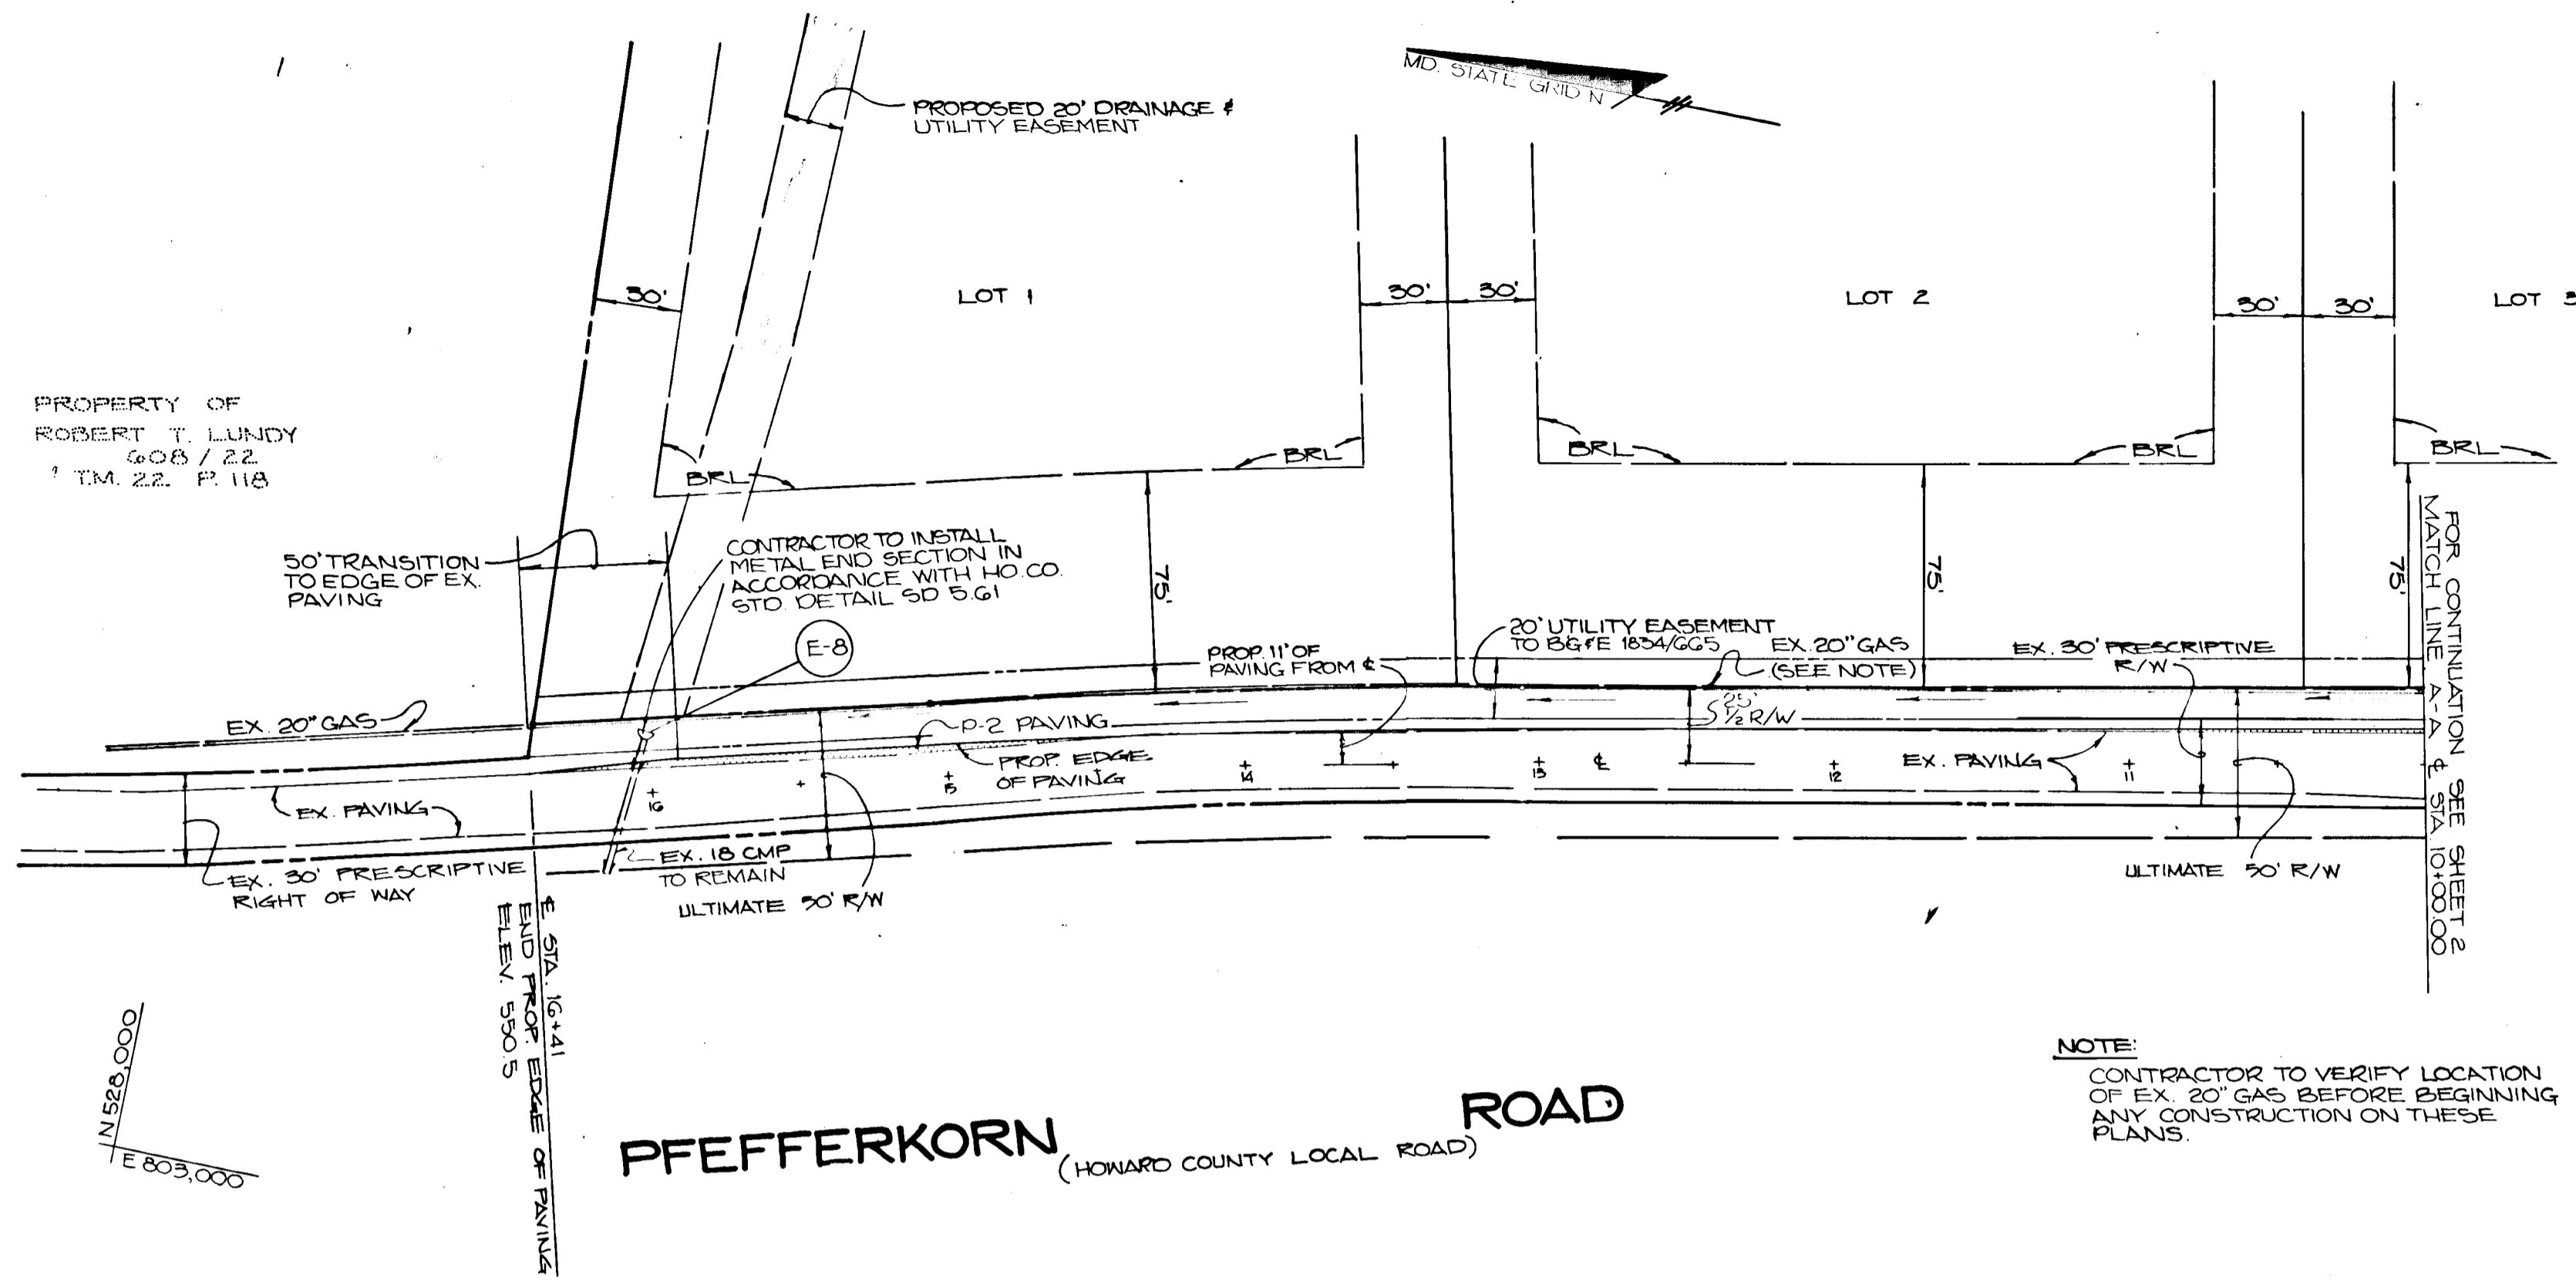 MD. STATE GRID N
PROPOSED 20' DRAINAGE &
UTILITY EASEMENT
30'
LOT 1
30'
30'
LOT 2
30'
30'
LOT 3
PROPERTY OF
ROBERT T. LUNDY
608 / 22
T.M. 22 P. 118
BRL
BRL
BRL
BRL
BRL
50' TRANSITION
TO EDGE OF EX.
PAVING
CONTRACTOR TO INSTALL
METAL END SECTION IN
ACCORDANCE WITH HO. CO.
STD. DETAIL SD 5.61
E-8
75'
75'
75'
FOR CONTINUATION SEE SHEET 2
MATCH LINE A-A ℄ STA 10+00.00
PROP. 11' OF
PAVING FROM ℄
20' UTILITY EASEMENT
TO BG&E 1834/665
EX. 20" GAS
(SEE NOTE)
EX. 30' PRESCRIPTIVE
R/W
EX. 20" GAS
P-2 PAVING
25'
1/2 R/W
PROP. EDGE
OF PAVING
EX. PAVING
16
15
14
13
℄
12
EX. PAVING
11
EX. 30' PRESCRIPTIVE
RIGHT OF WAY
EX. 18 CMP
TO REMAIN
ULTIMATE 50' R/W
ULTIMATE 50' R/W
℄ STA. 16+41
END PROP. EDGE OF PAVING
ELEV. 550.5
N 528,000
E 803,000
PFEFFERKORN ROAD
(HOWARD COUNTY LOCAL ROAD)
NOTE:
CONTRACTOR TO VERIFY LOCATION
OF EX. 20" GAS BEFORE BEGINNING
ANY CONSTRUCTION ON THESE
PLANS.